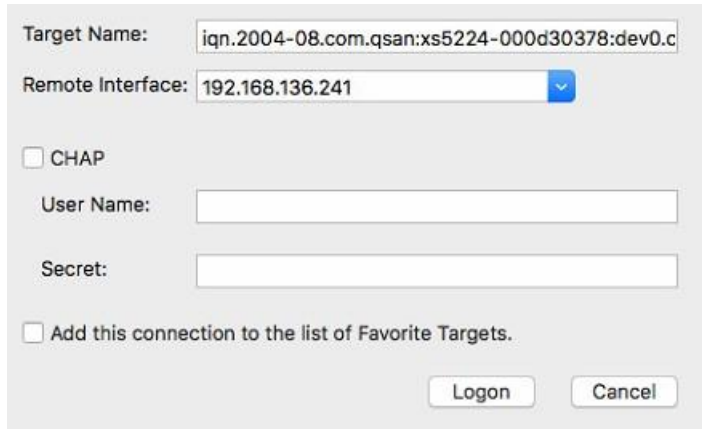 Target Name: iqn.2004-08.com.qsan:xs5224-000d30378:dev0.c
Remote Interface: 192.168.136.241
CHAP
User Name:
Secret:
Add this connection to the list of Favorite Targets.
Logon Cancel